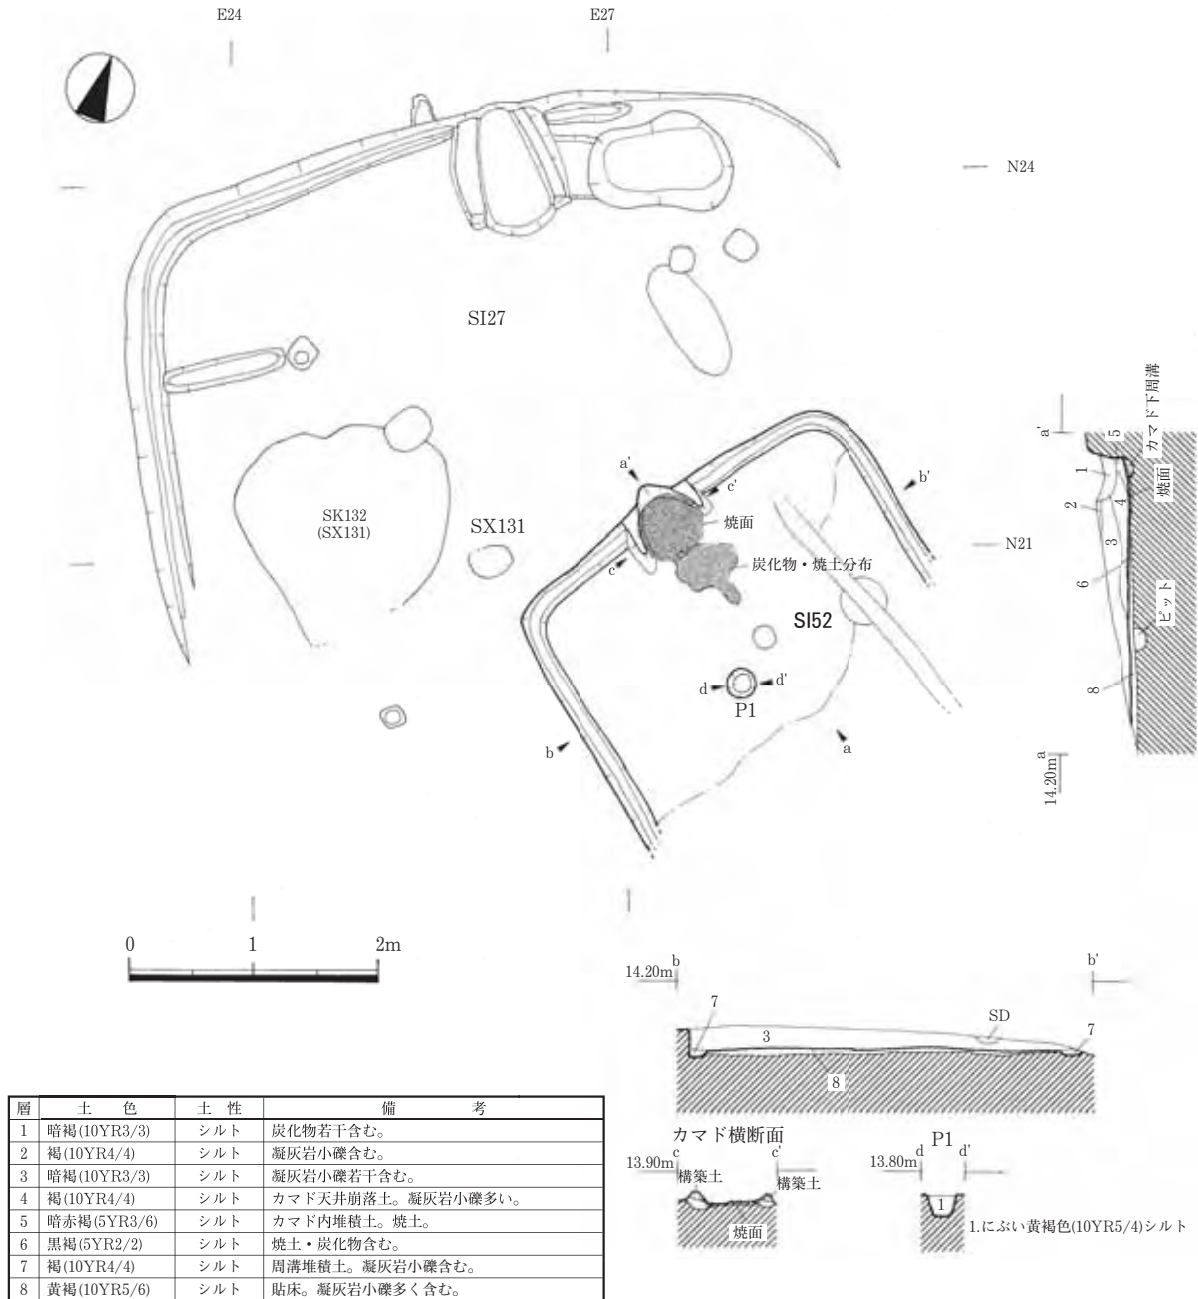 E24
E27
N24
SI27
SK132
(SX131)
SX131
a'
c'
b'
焼面
炭化物・焼土分布
N21
c
SI52
d
d'
P1
b
a
カマド下周溝
a'
5
1
4
焼面
2
3
6
ピット
8
a
14.20m
0
1
2m
b
b'
14.20m
7
SD
7
3
8
カマド横断面
c
c'
13.90m
構築土
構築土
焼面
P1
d
d'
13.80m
1
1.にぶい黄褐色(10YR5/4)シルト
層 土 色 土 性 備 考
1 暗褐(10YR3/3) シルト 炭化物若干含む。
2 褐(10YR4/4) シルト 凝灰岩小礫含む。
3 暗褐(10YR3/3) シルト 凝灰岩小礫若干含む。
4 褐(10YR4/4) シルト カマド天井崩落土。凝灰岩小礫多い。
5 暗赤褐(5YR3/6) シルト カマド内堆積土。焼土。
6 黒褐(5YR2/2) シルト 焼土・炭化物含む。
7 褐(10YR4/4) シルト 周溝堆積土。凝灰岩小礫含む。
8 黄褐(10YR5/6) シルト 貼床。凝灰岩小礫多く含む。